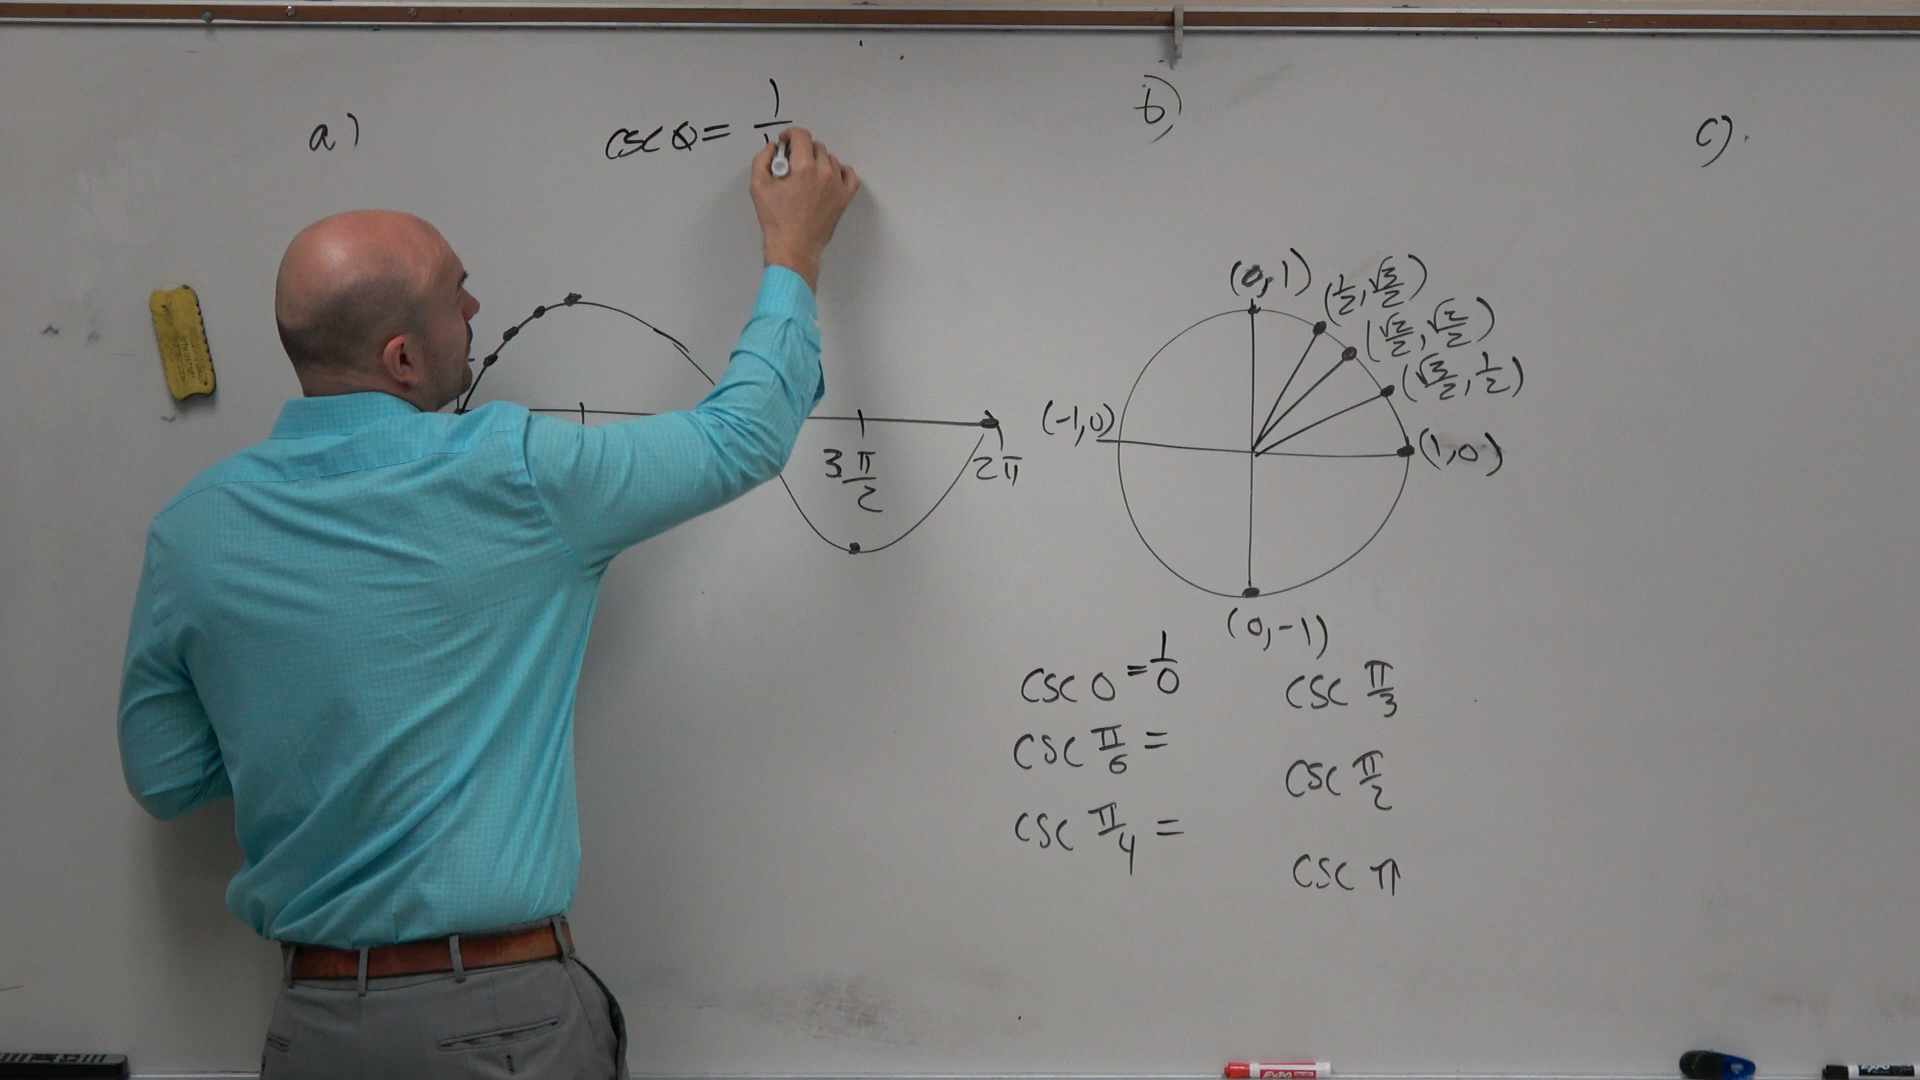 a)
csc θ = 1/
b)
c).
(0,1)
(1/2, √3/2)
(√2/2, √2/2)
(√3/2, 1/2)
(-1,0)
(1,0)
3π/2
2π
(0,-1)
csc 0 = 1/0
csc π/3
csc π/6 =
csc π/2
csc π/4 =
csc π
EXPO
EXPO